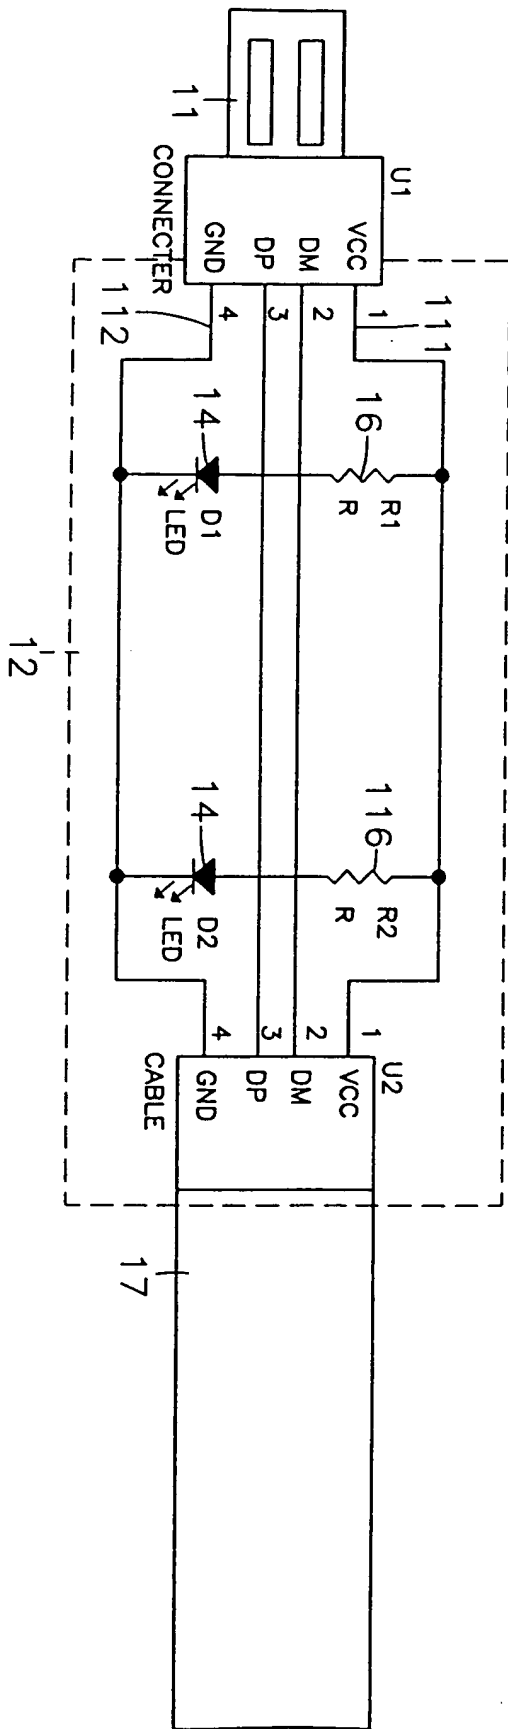 111
U1
R1
116
R2
U2
16
VCC
1
1
VCC
R
R
DM
2
2
DM
DP
3
3
DP
GND
4
14
D1
14
D2
4
GND
11
LED
LED
CONNECTER
CABLE
112
17
12